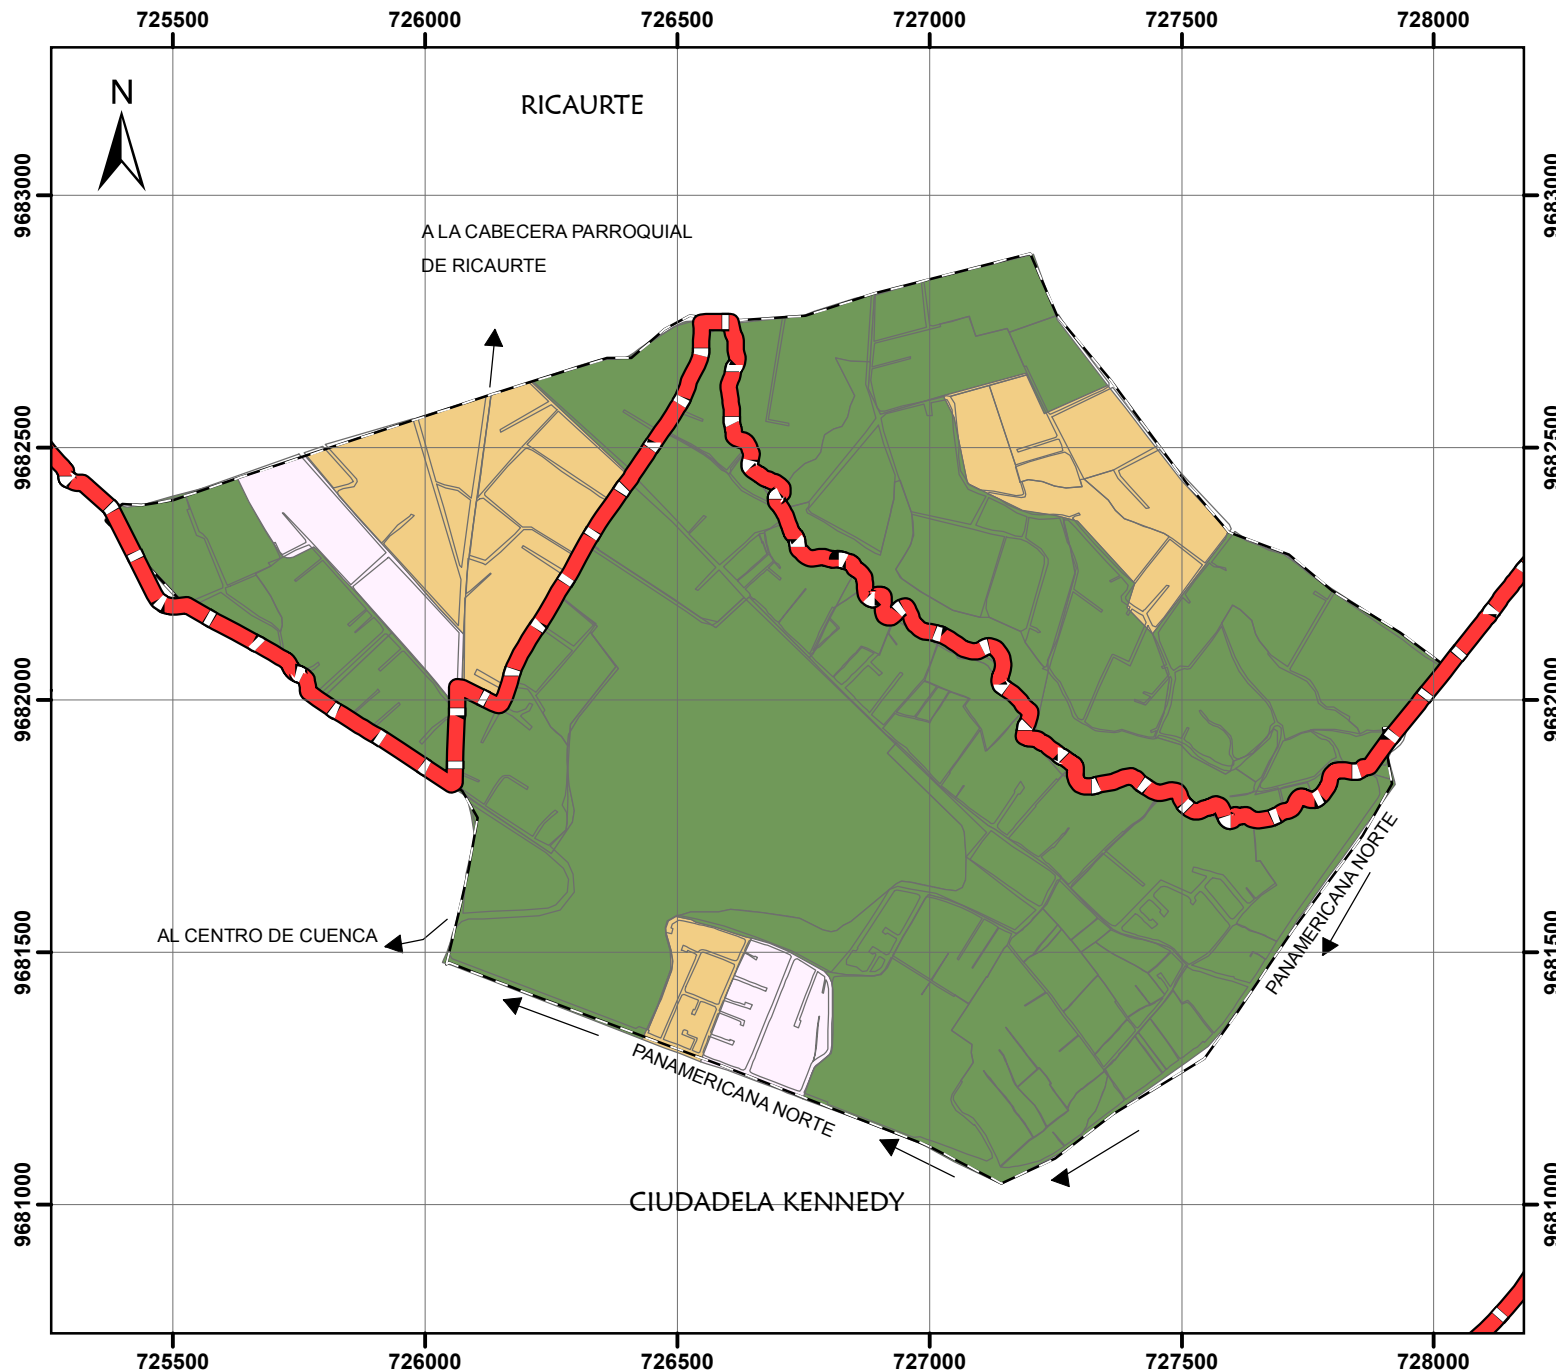 725500 726000 726500 727000 727500 728000
N
RICAURTE
9683000 9683000
A LA CABECERA PARROQUIAL
DE RICAURTE
9682500 9682500
9682000 9682000
PANAMERICANA NORTE
AL CENTRO DE CUENCA
9681500 9681500
PANAMERICANA NORTE
CIUDADELA KENNEDY
9681000 9681000
725500 726000 726500 727000 727500 728000